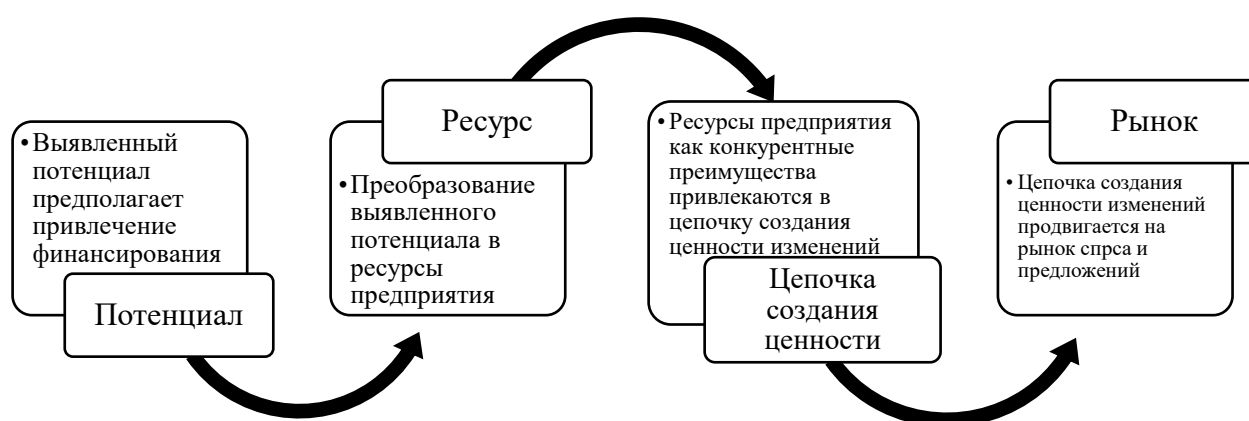 •Выявленный
потенциал
предполагает
привлечение
финансирования
Потенциал
Ресурс
•Преобразование
выявленного
потенциала в
ресурсы
предприятия
•Ресурсы предприятия
как конкурентные
преимущества
привлекаются в
цепочку создания
ценности изменений
Цепочка
создания
ценности
Рынок
•Цепочка создания
ценности изменений
продвигается на
рынок спрса и
предложений